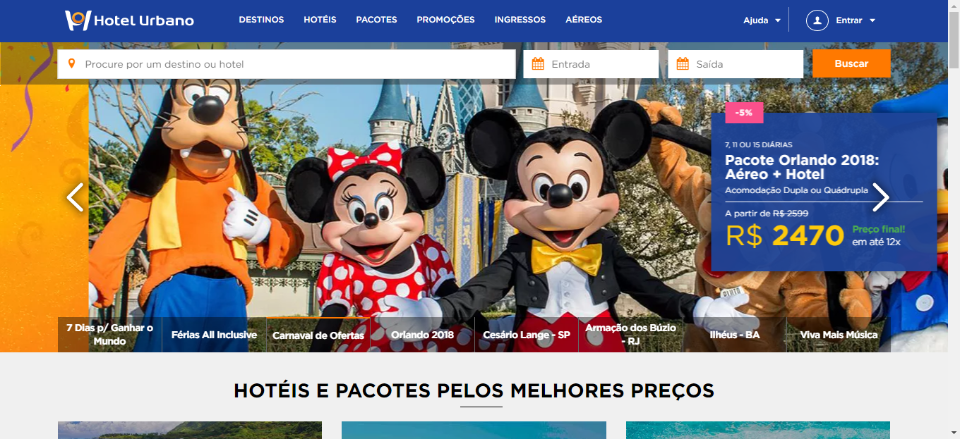 Hotel Urbano
DESTINOS HOTÉIS PACOTES PROMOÇÕES INGRESSOS AÉREOS
Ajuda Entrar
Procure por um destino ou hotel
Entrada
Saída
Buscar
-5%
7, 11 OU 15 DIÁRIAS
Pacote Orlando 2018:
Aéreo + Hotel
Acomodação Dupla ou Quádrupla
A partir de R$ 2599
R$ 2470
Preço final!
em até 12x
7 Dias p/ Ganhar o
Mundo
Férias All Inclusive
Carnaval de Ofertas
Orlando 2018
Cesário Lange - SP
Armação dos Búzio
- RJ
Ilhéus - BA
Viva Mais Música
HOTÉIS E PACOTES PELOS MELHORES PREÇOS